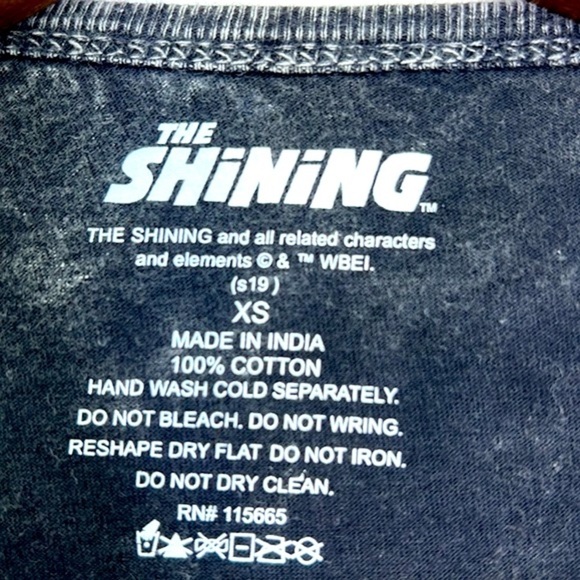 THE
SHiNiNG™
THE SHINING and all related characters
and elements © & ™ WBEI.
(s19)
XS
MADE IN INDIA
100% COTTON
HAND WASH COLD SEPARATELY.
DO NOT BLEACH. DO NOT WRING.
RESHAPE DRY FLAT DO NOT IRON.
DO NOT DRY CLEAN.
RN# 115665